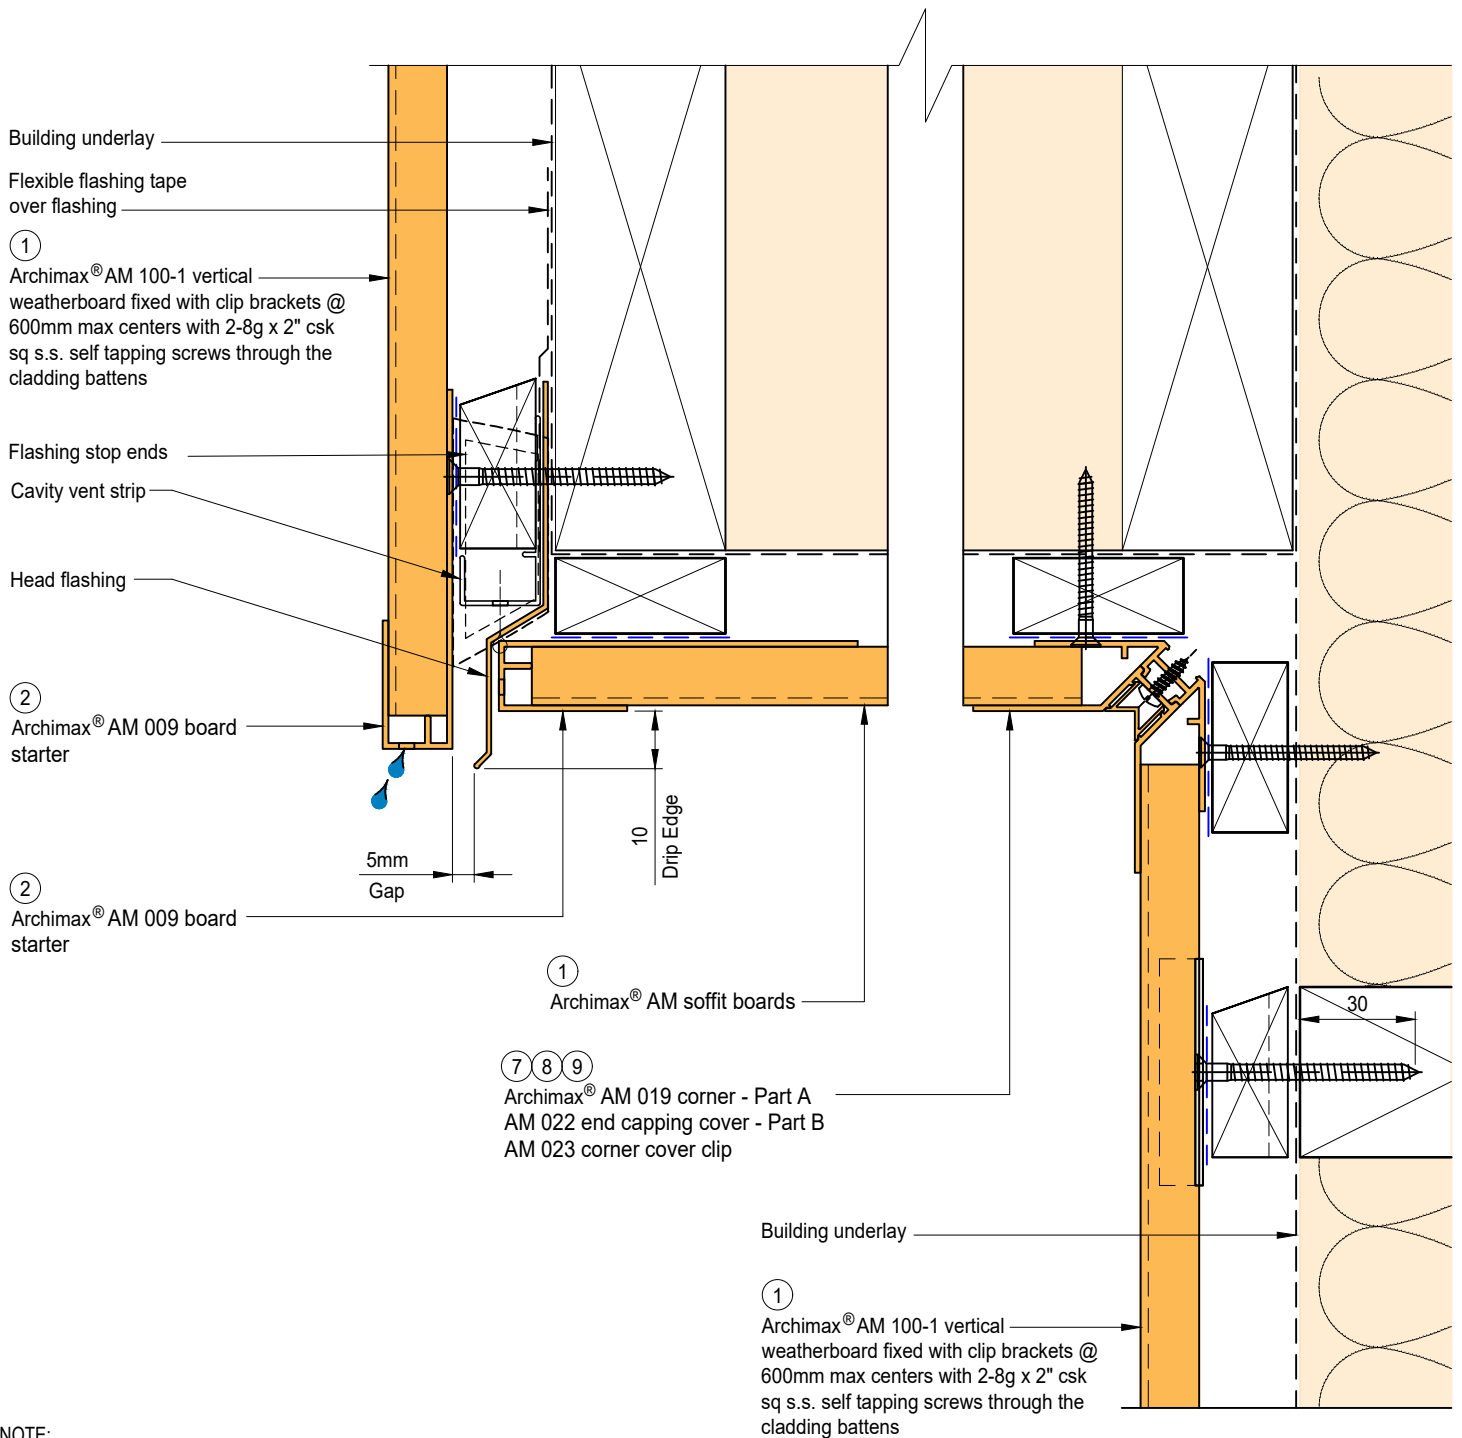 Building underlay
Flexible flashing tape
over flashing
1
Archimax® AM 100-1 vertical
weatherboard fixed with clip brackets @
600mm max centers with 2-8g x 2" csk
sq s.s. self tapping screws through the
cladding battens
Flashing stop ends
Cavity vent strip
Head flashing
2
Archimax® AM 009 board
starter
5mm
Gap
10
Drip Edge
2
Archimax® AM 009 board
starter
1
Archimax® AM soffit boards
7 8 9
Archimax® AM 019 corner - Part A
AM 022 end capping cover - Part B
AM 023 corner cover clip
30
Building underlay
1
Archimax® AM 100-1 vertical
weatherboard fixed with clip brackets @
600mm max centers with 2-8g x 2" csk
sq s.s. self tapping screws through the
cladding battens
NOTE: